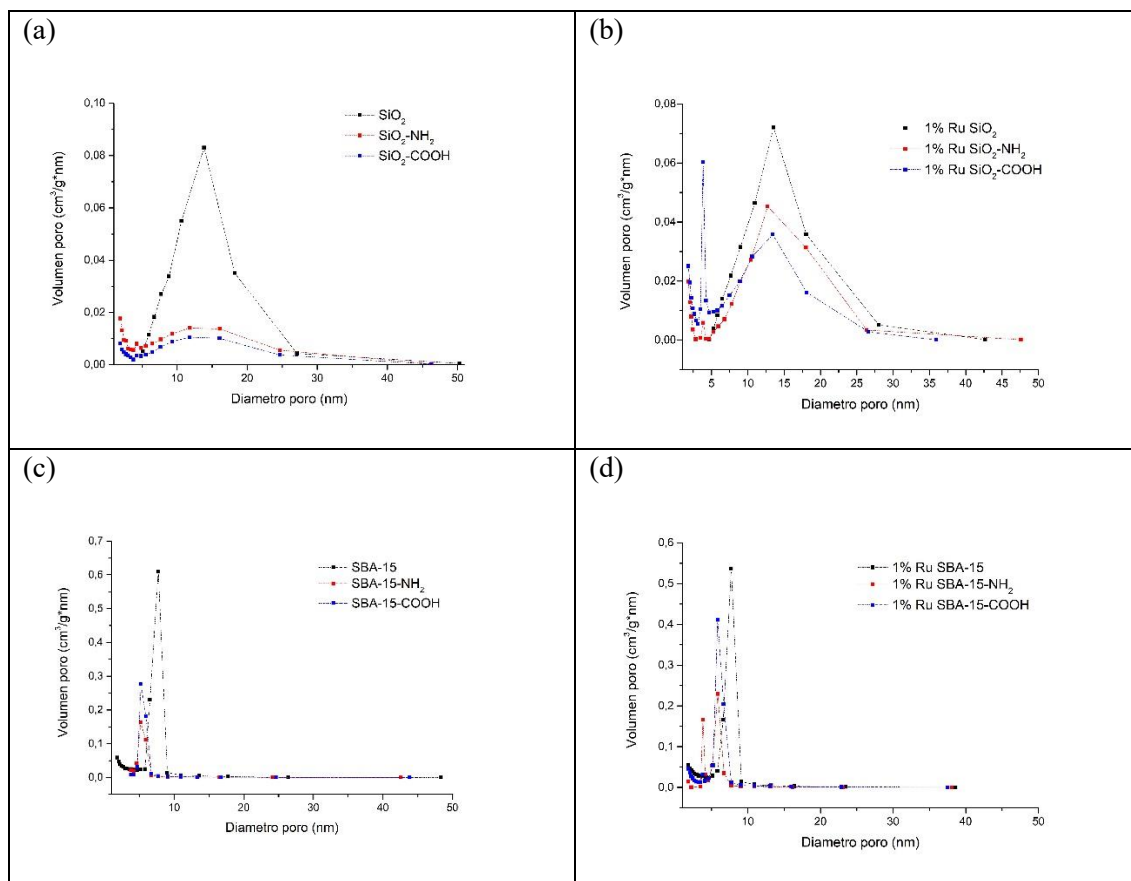 (a)
0,10
0,08
0,06
0,04
0,02
0,00
Volumen poro (cm³/g*nm)
SiO₂
SiO₂-NH₂
SiO₂-COOH
0
10
20
30
40
50
Diametro poro (nm)
(b)
0,08
0,06
0,04
0,02
0,00
Volumen poro (cm³/g*nm)
1% Ru SiO₂
1% Ru SiO₂-NH₂
1% Ru SiO₂-COOH
5
10
15
20
25
30
35
40
45
50
Diametro poro (nm)
(c)
0,7
0,6
0,5
0,4
0,3
0,2
0,1
0,0
Volumen poro (cm³/g*nm)
SBA-15
SBA-15-NH₂
SBA-15-COOH
10
20
30
40
50
Diametro poro (nm)
(d)
0,6
0,5
0,4
0,3
0,2
0,1
0,0
Volumen poro (cm³/g*nm)
1% Ru SBA-15
1% Ru SBA-15-NH₂
1% Ru SBA-15-COOH
10
20
30
40
50
Diametro poro (nm)